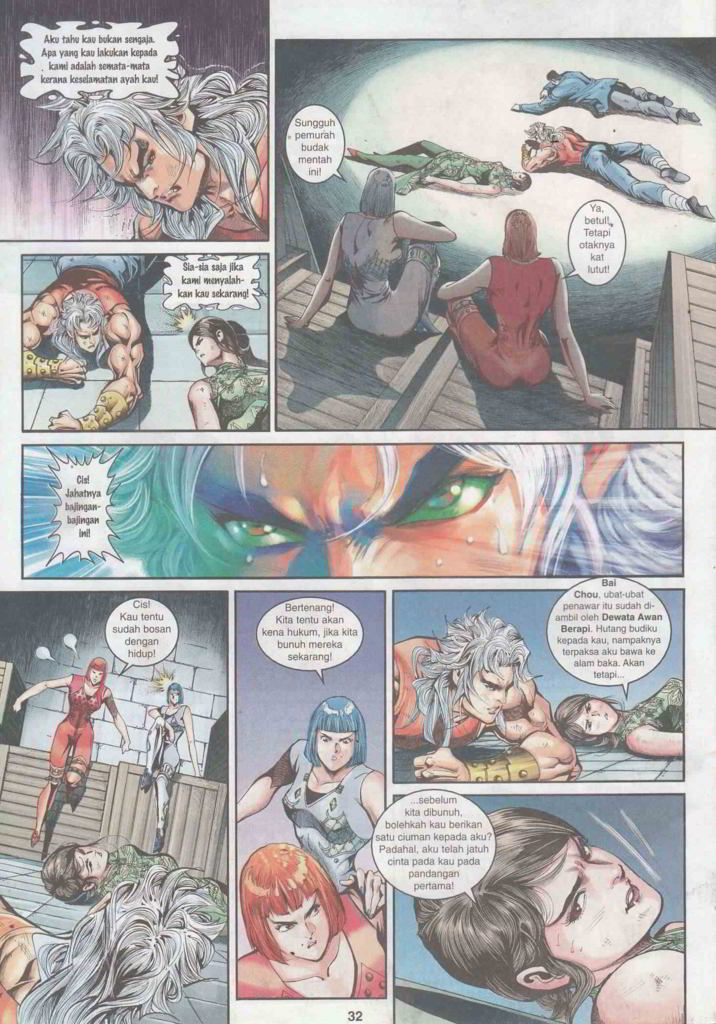 Aku tahu kau bukan sengaja.
Apa yang kau lakukan kepada
kami adalah semata-mata
kerana keselamatan ayah kau!
Sungguh
pemurah
budak
mentah
ini!
Ya,
betul!
Tetapi
otaknya
kat
lutut!
Sia-sia saja jika
kami menyalah-
kan kau sekarang!
Cis!
Jahatnya
bajingan-
bajingan
ini!
Cis!
Kau tentu
sudah bosan
dengan
hidup!
Bertenang!
Kita tentu akan
kena hukum, jika kita
bunuh mereka
sekarang!
Bai
Chou, ubat-ubat
penawar itu sudah di-
ambil oleh Dewata Awan
Berapi. Hutang budiku
kepada kau, nampaknya
terpaksa aku bawa ke
alam baka. Akan
tetapi...
...sebelum
kita dibunuh,
bolehkah kau berikan
satu ciuman kepada aku?
Padahal, aku telah jatuh
cinta pada kau pada
pandangan
pertama!
32